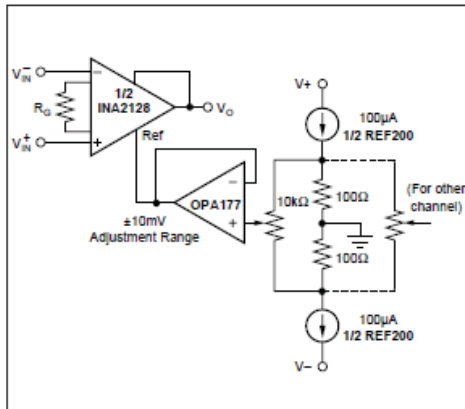 V–IN
RG
V+IN
1/2
INA2128
VO
Ref
OPA177
±10mV
Adjustment Range
10kΩ
V+
100µA
1/2 REF200
100Ω
100Ω
(For other
channel)
100µA
1/2 REF200
V–